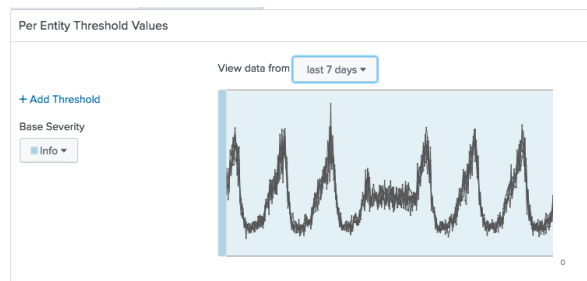 Per Entity Threshold Values
View data from last 7 days
+ Add Threshold
Base Severity
Info
0